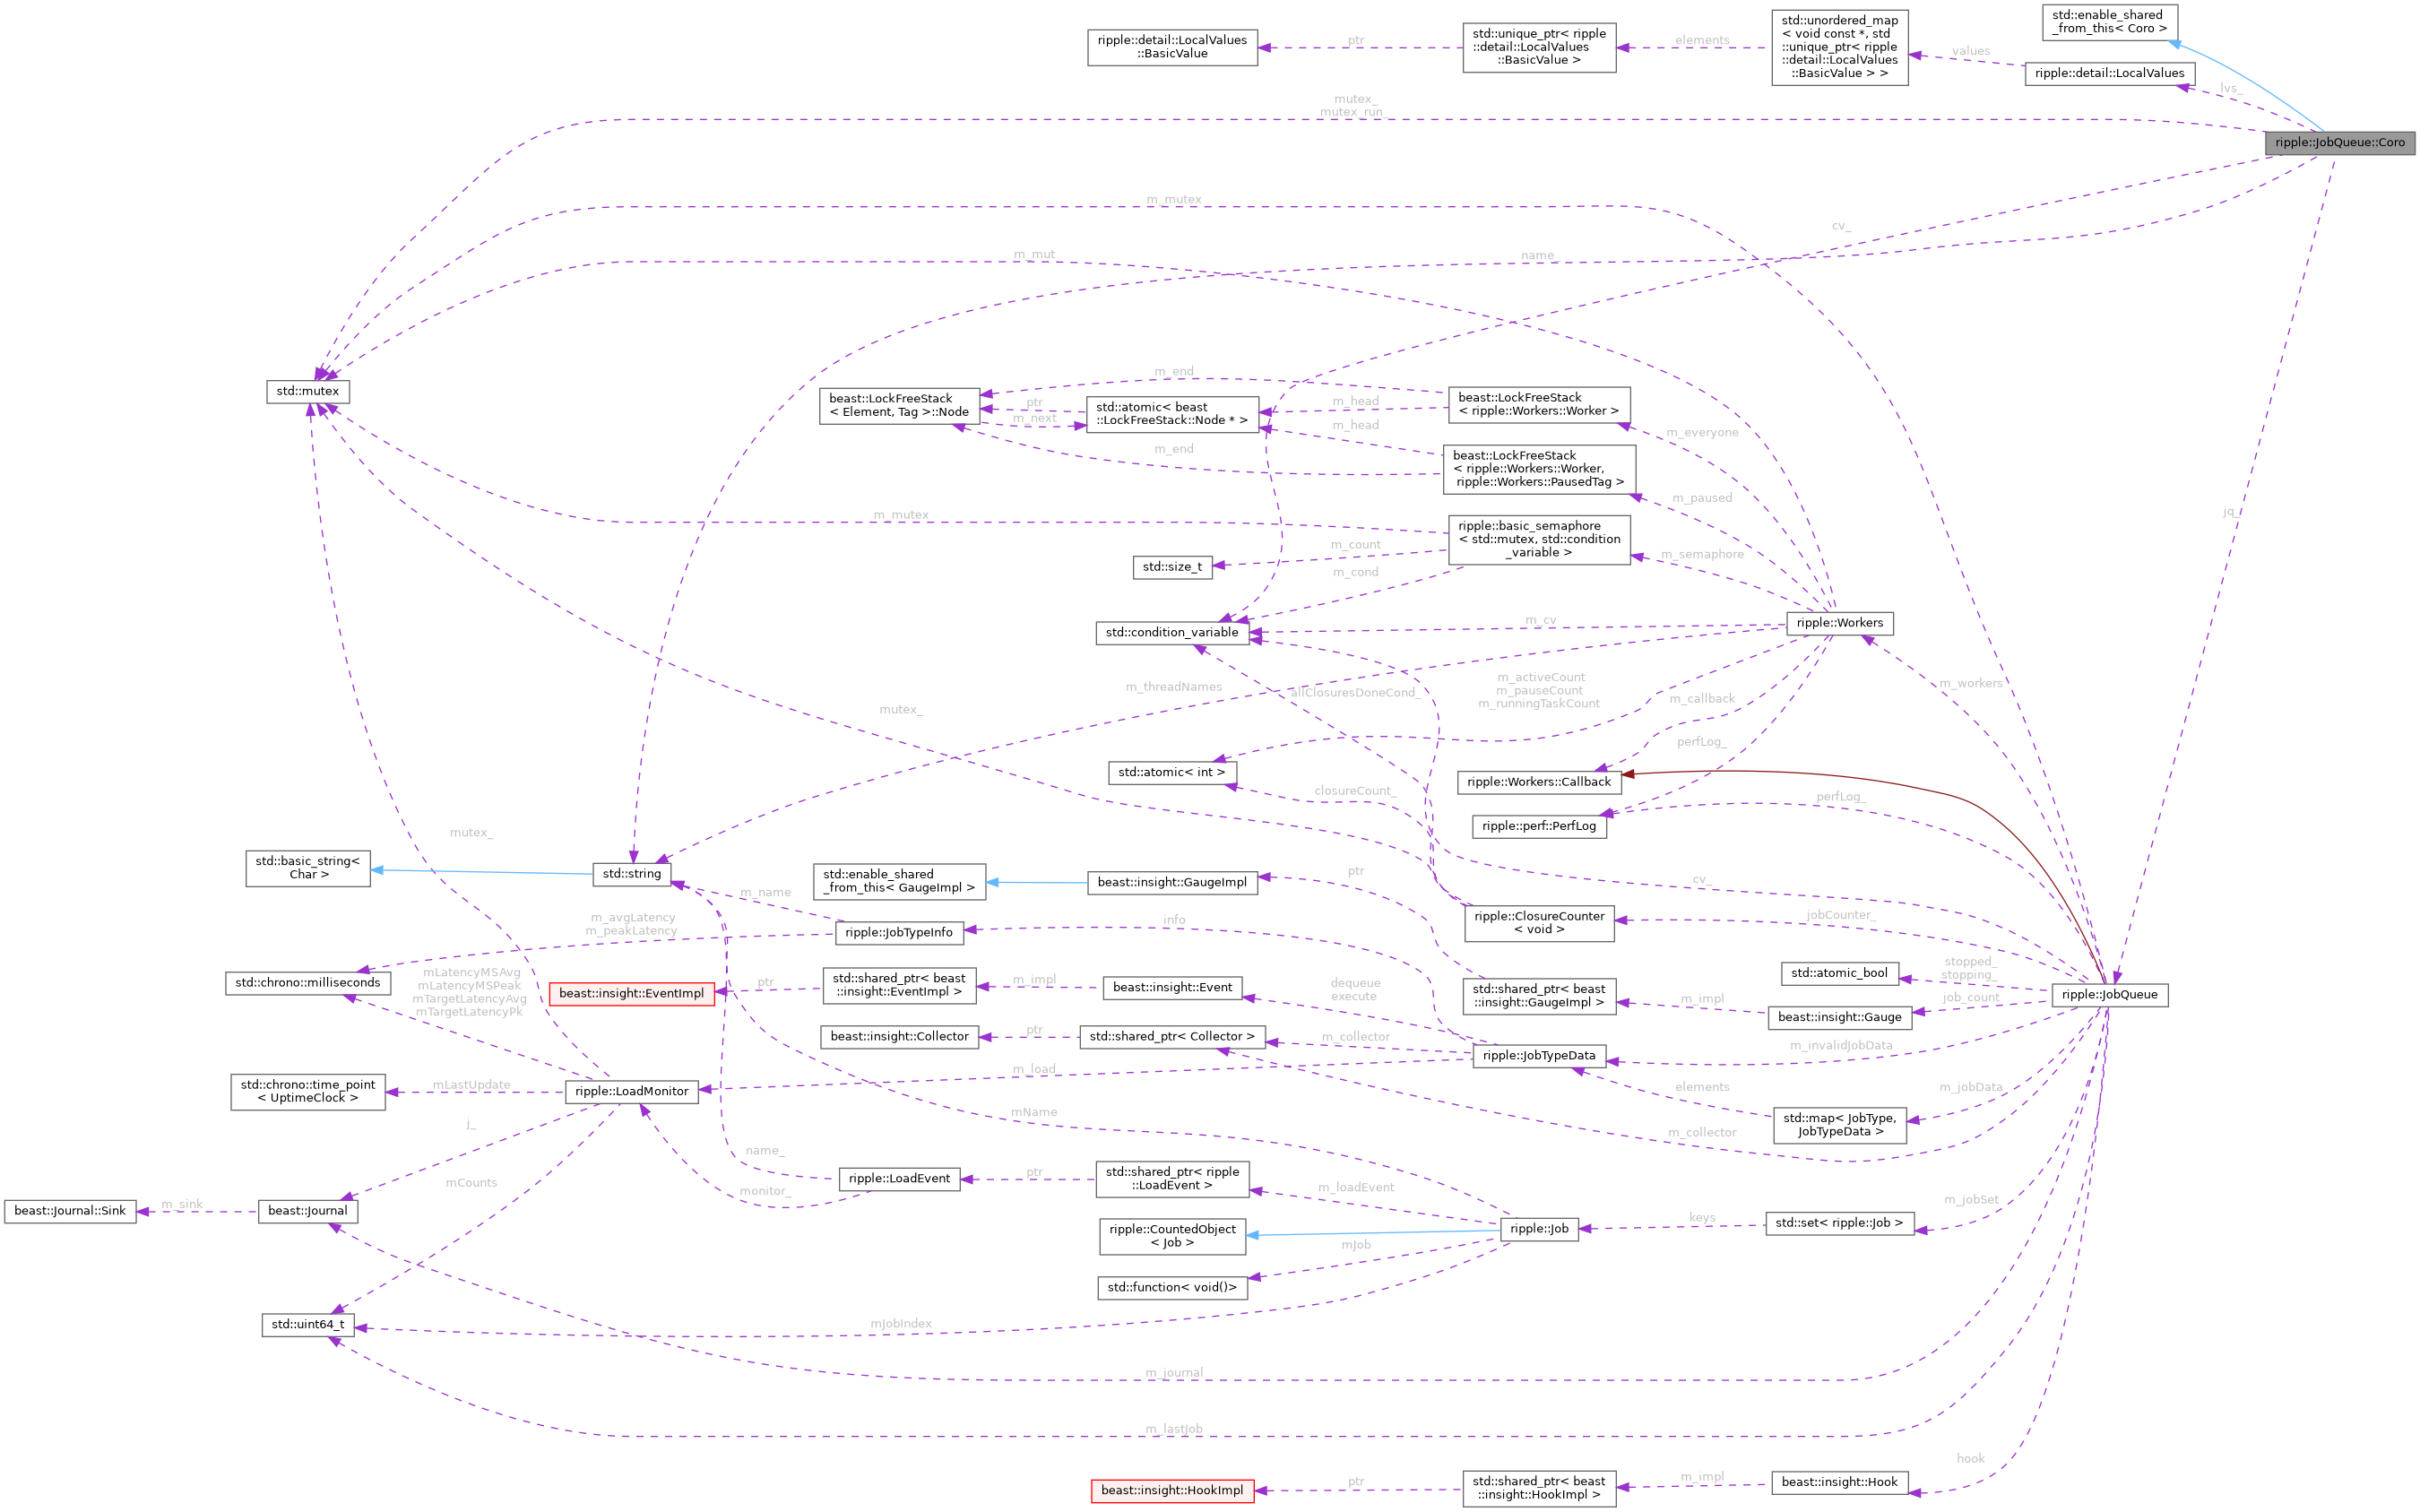 std::enable_shared
_from_this< Coro >
std::unordered_map
< void const *, std
::unique_ptr< ripple
::detail::LocalValues
::BasicValue > >
std::unique_ptr< ripple
::detail::LocalValues
::BasicValue >
ripple::detail::LocalValues
::BasicValue
ptr
elements
values
ripple::detail::LocalValues
lvs_
mutex_
mutex_run_
ripple::JobQueue::Coro
m_mutex
cv_
m_mut
name_
std::mutex
beast::LockFreeStack
< Element, Tag >::Node
m_end
ptr
m_next
std::atomic< beast
::LockFreeStack::Node * >
m_head
m_head
m_end
beast::LockFreeStack
< ripple::Workers::Worker >
m_everyone
beast::LockFreeStack
< ripple::Workers::Worker,
ripple::Workers::PausedTag >
m_paused
m_mutex
ripple::basic_semaphore
< std::mutex, std::condition
_variable >
m_semaphore
jq_
m_count
std::size_t
m_cond
std::condition_variable
m_cv
ripple::Workers
m_threadNames
allClosuresDoneCond_
m_activeCount
m_pauseCount
m_runningTaskCount
m_callback
m_workers
mutex_
perfLog_
std::atomic< int >
ripple::Workers::Callback
closureCount_
perfLog_
ripple::perf::PerfLog
mutex_
std::basic_string<
Char >
std::string
std::enable_shared
_from_this< GaugeImpl >
beast::insight::GaugeImpl
ptr
cv_
m_name
info
ripple::ClosureCounter
< void >
jobCounter_
m_avgLatency
m_peakLatency
ripple::JobTypeInfo
std::chrono::milliseconds
mLatencyMSAvg
mLatencyMSPeak
mTargetLatencyAvg
mTargetLatencyPk
beast::insight::EventImpl
ptr
std::shared_ptr< beast
::insight::EventImpl >
m_impl
beast::insight::Event
dequeue
execute
std::shared_ptr< beast
::insight::GaugeImpl >
m_impl
std::atomic_bool
stopped_
stopping_
job_count
beast::insight::Gauge
ripple::JobQueue
beast::insight::Collector
ptr
std::shared_ptr< Collector >
m_collector
ripple::JobTypeData
m_invalidJobData
m_load
std::chrono::time_point
< UptimeClock >
mLastUpdate
ripple::LoadMonitor
elements
m_jobData
std::map< JobType,
JobTypeData >
m_collector
mName
j_
name_
mCounts
monitor_
ripple::LoadEvent
ptr
std::shared_ptr< ripple
::LoadEvent >
m_loadEvent
m_jobSet
beast::Journal::Sink
m_sink
beast::Journal
ripple::CountedObject
< Job >
ripple::Job
keys
std::set< ripple::Job >
mJob
std::function< void()>
std::uint64_t
mJobIndex
m_journal
m_lastJob
hook
beast::insight::HookImpl
ptr
std::shared_ptr< beast
::insight::HookImpl >
m_impl
beast::insight::Hook